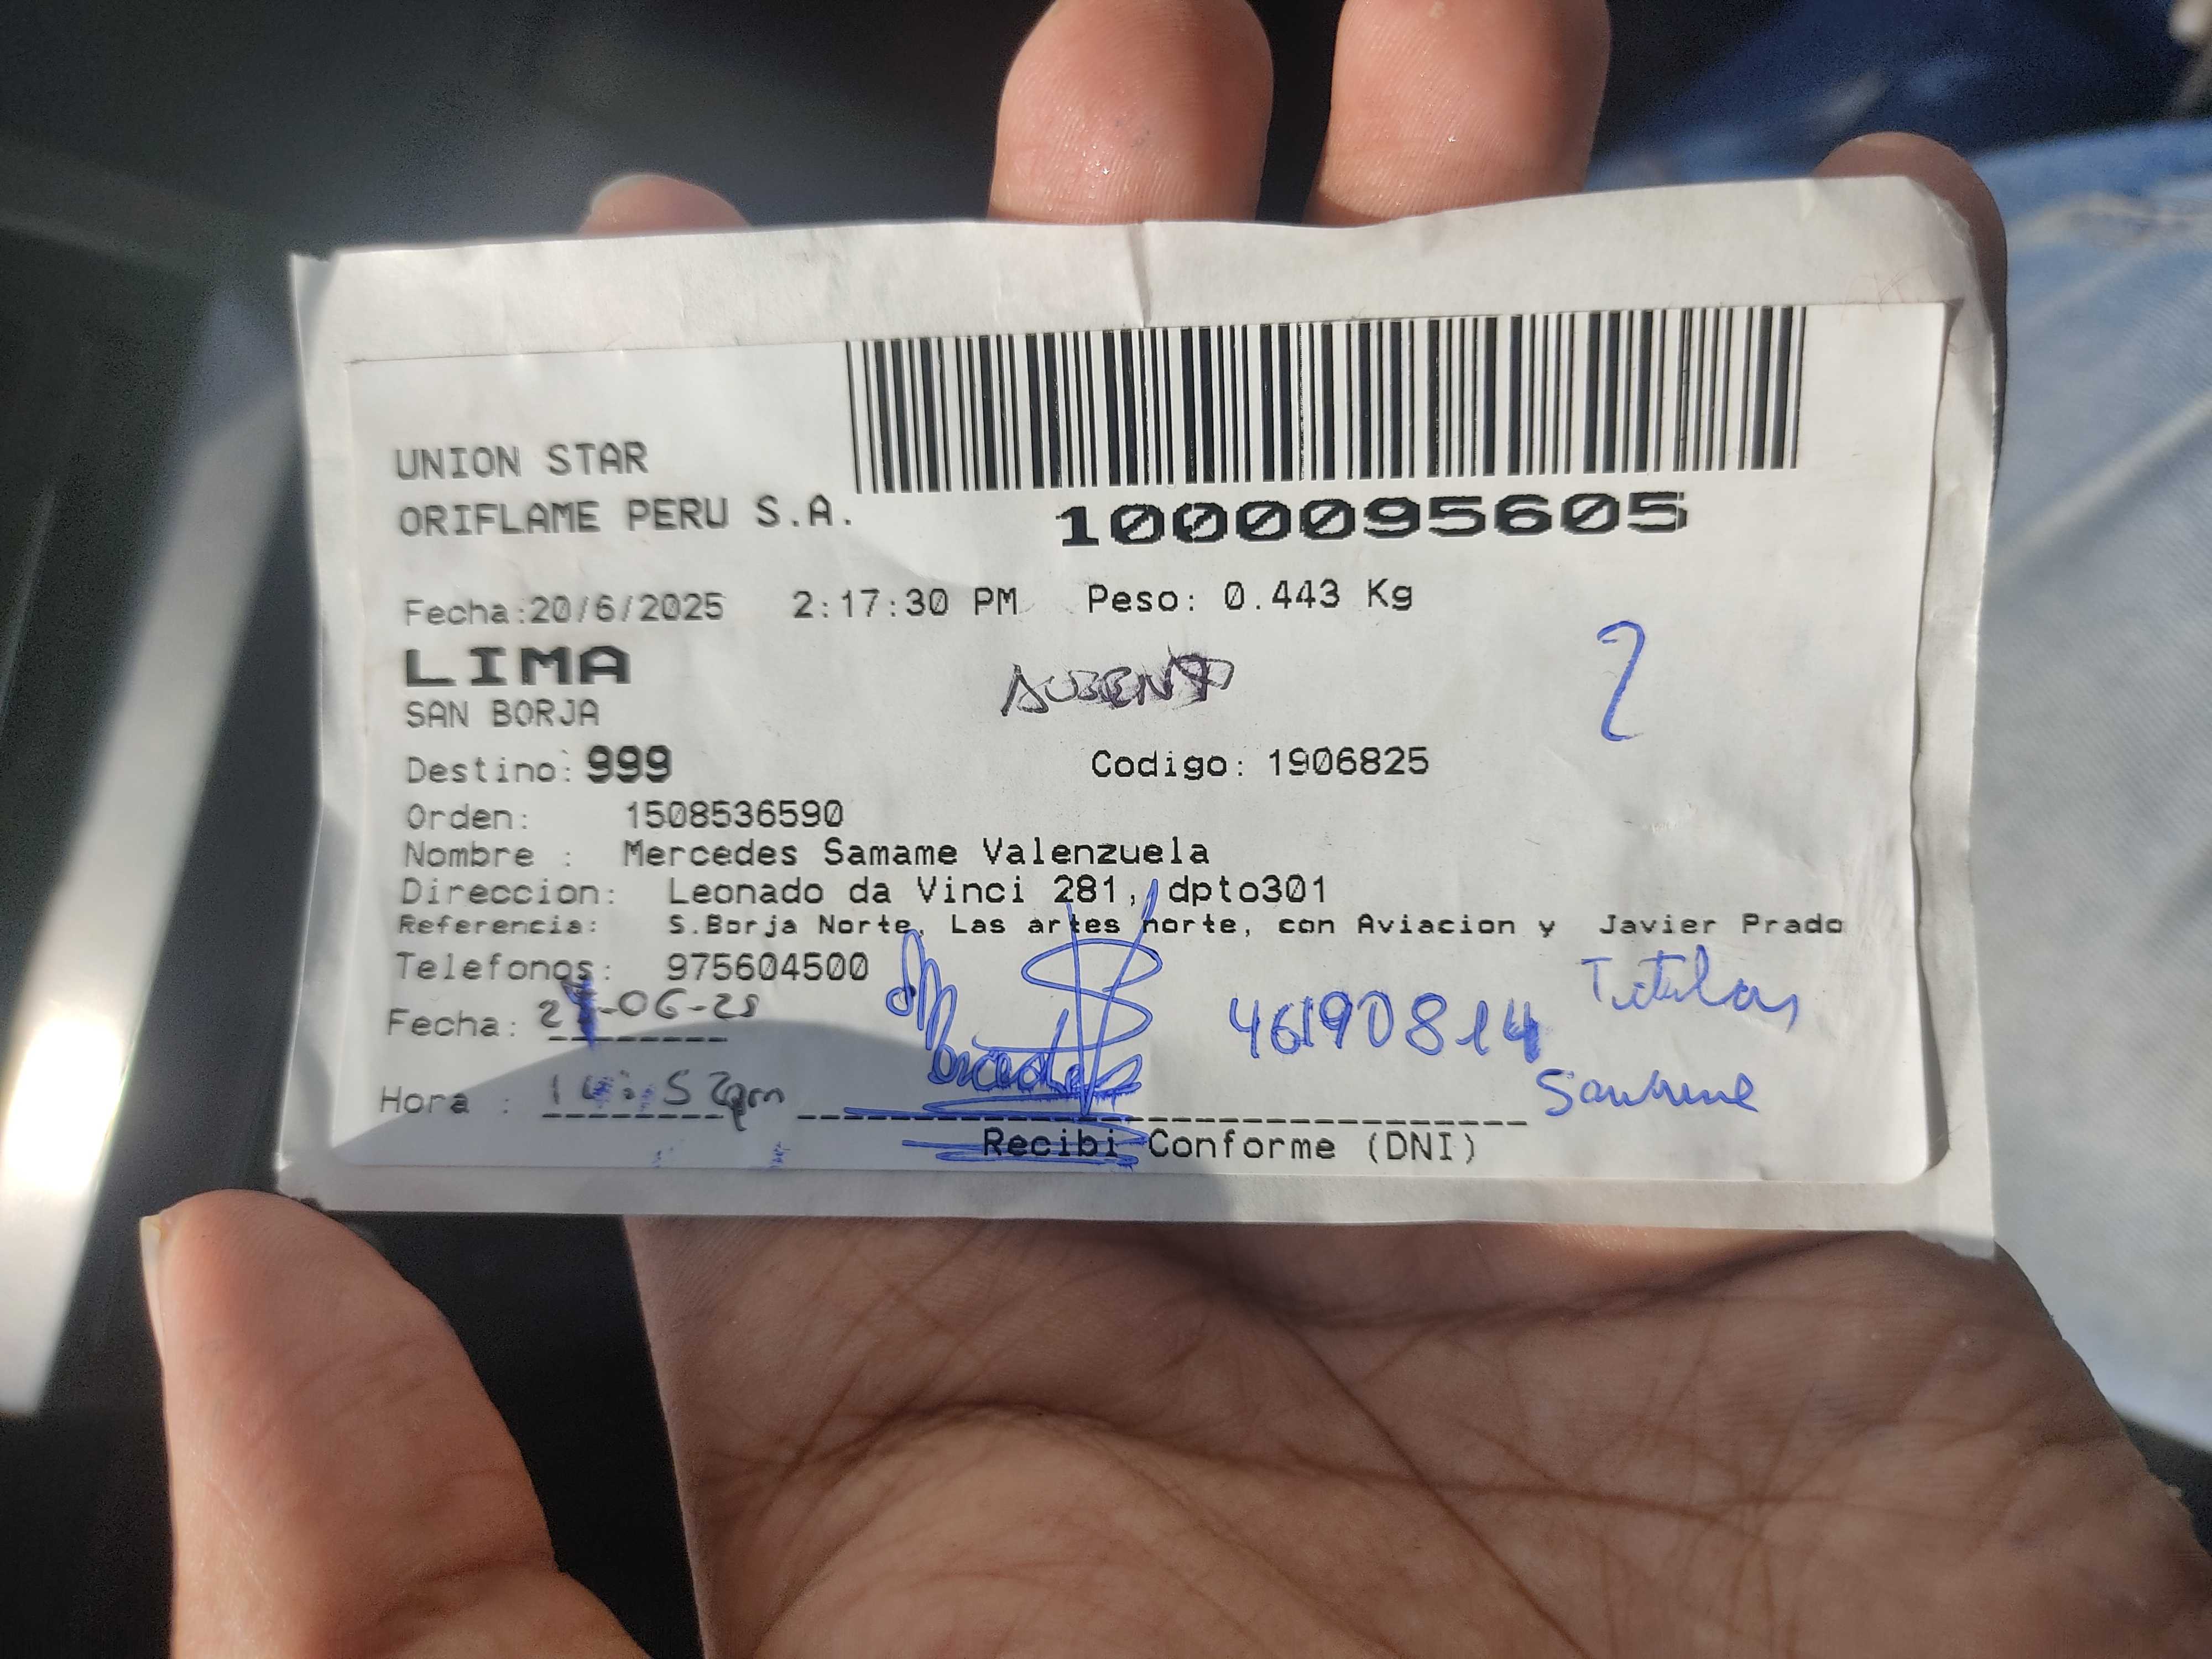 UNION STAR
ORIFLAME PERU S.A.
1000095605
Fecha:20/6/2025 2:17:30 PM Peso: 0.443 Kg
LIMA
SAN BORJA
2
Destino: 999 Codigo: 1906825
Orden: 1508536590
Nombre : Mercedes Samame Valenzuela
Direccion: Leonado da Vinci 281, dpto301
Referencia: S.Borja Norte, Las artes norte, con Aviacion y Javier Prado
Telefonos: 975604500
Titular
Fecha:
46190814
Hora :
Recibi Conforme (DNI)